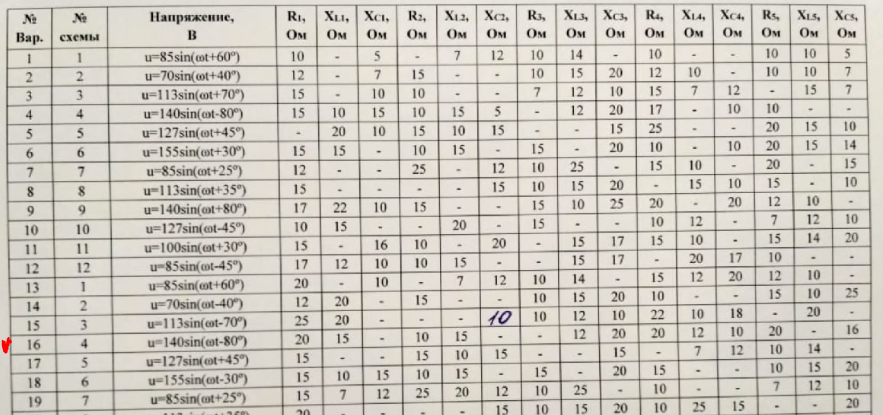 № Вар. № схемы Напряжение, В R1, Ом XL1, Ом XC1, Ом R2, Ом XL2, Ом XC2, Ом R3, Ом XL3, Ом XC3, Ом R4, Ом XL4, Ом XC4, Ом R5, Ом XL5, Ом XC5, Ом
1 1 u=85sin(ωt+60°) 10 - 5 - 7 12 10 14 - 10 - - 10 10 5
2 2 u=70sin(ωt+40°) 12 - 7 15 - - 10 15 20 12 10 - 10 10 7
3 3 u=113sin(ωt+70°) 15 - 10 10 - - 7 12 10 15 7 12 - 15 7
4 4 u=140sin(ωt-80°) 15 10 15 10 15 5 - 12 20 17 - 10 10 - -
5 5 u=127sin(ωt+45°) - 20 10 15 10 15 - - 15 25 - - 20 15 10
6 6 u=155sin(ωt+30°) 15 15 - 10 15 - 15 - 20 10 - 10 20 15 14
7 7 u=85sin(ωt+25°) 12 - - 25 - 12 10 25 - 15 10 - 20 - 15
8 8 u=113sin(ωt+35°) 15 - - - - 15 10 15 20 - 15 10 15 - 10
9 9 u=140sin(ωt+80°) 17 22 10 15 - - 15 10 25 20 - 20 12 10 -
10 10 u=127sin(ωt-45°) 10 15 - - 20 - 15 - - 10 12 - 7 12 10
11 11 u=100sin(ωt+30°) 15 - 16 10 - 20 - 15 17 15 10 - 15 14 20
12 12 u=85sin(ωt-45°) 17 12 10 10 15 - - 15 17 - 20 17 10 - -
13 1 u=85sin(ωt+60°) 20 - 10 - 7 12 10 14 - 15 12 20 12 10 -
14 2 u=70sin(ωt-40°) 12 20 - 15 - - 10 15 20 10 - - 15 10 25
15 3 u=113sin(ωt-70°) 25 20 - - - 10 10 12 10 22 10 18 - 20 -
16 4 u=140sin(ωt-80°) 20 15 - 10 15 - - 12 20 20 12 10 20 - 16
17 5 u=127sin(ωt+45°) 15 - - 15 10 15 - - 15 - 7 12 10 14 -
18 6 u=155sin(ωt-30°) 15 10 15 10 15 - 15 - 20 15 - - 10 15 20
19 7 u=85sin(ωt+25°) 15 7 12 25 20 12 10 25 - 10 - - 7 12 10
20 - - - - 15 10 15 20 10 25 15 - - 20